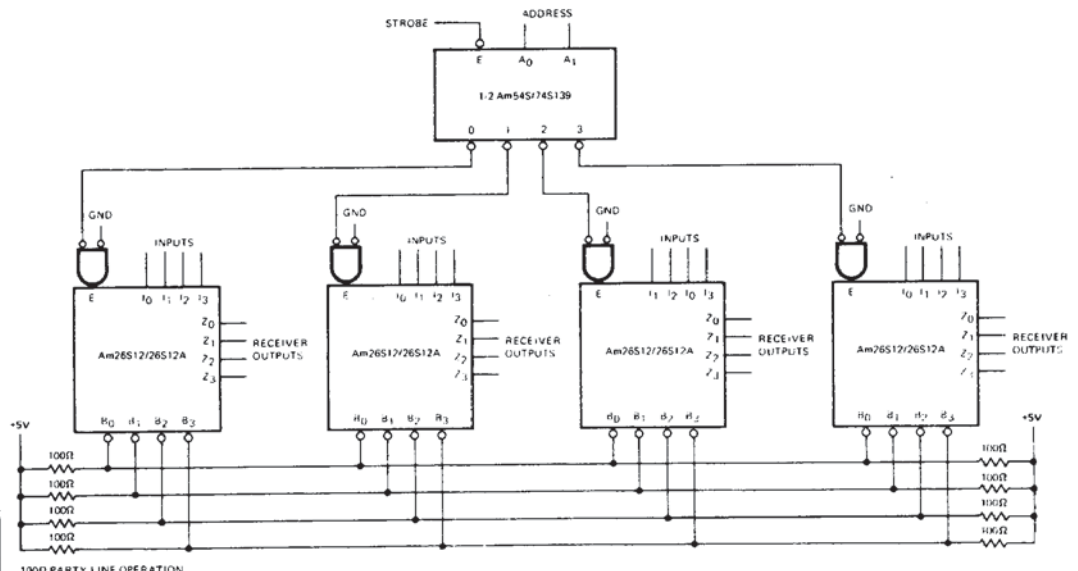 STROBE
ADDRESS
E A0 A1
1-2 Am54S/74S139
0 1 2 3
GND
INPUTS
E I0 I1 I2 I3
Z0
Z1
Z2
Z3
RECEIVER
OUTPUTS
Am26S12/26S12A
B0 B1 B2 B3
GND
INPUTS
E I0 I1 I2 I3
Z0
Z1
Z2
Z3
RECEIVER
OUTPUTS
Am26S12/26S12A
B0 B1 B2 B3
GND
INPUTS
E I1 I2 I0 I3
Z0
Z1
Z2
Z3
RECEIVER
OUTPUTS
Am26S12/26S12A
B0 B1 B2 B3
GND
INPUTS
E I0 I1 I2 I3
Z0
Z1
Z2
Z3
RECEIVER
OUTPUTS
Am26S12/26S12A
B0 B1 B2 B3
+5V
+5V
100Ω
100Ω
100Ω
100Ω
100Ω
100Ω
100Ω
100Ω
100Ω PARTY LINE OPERATION